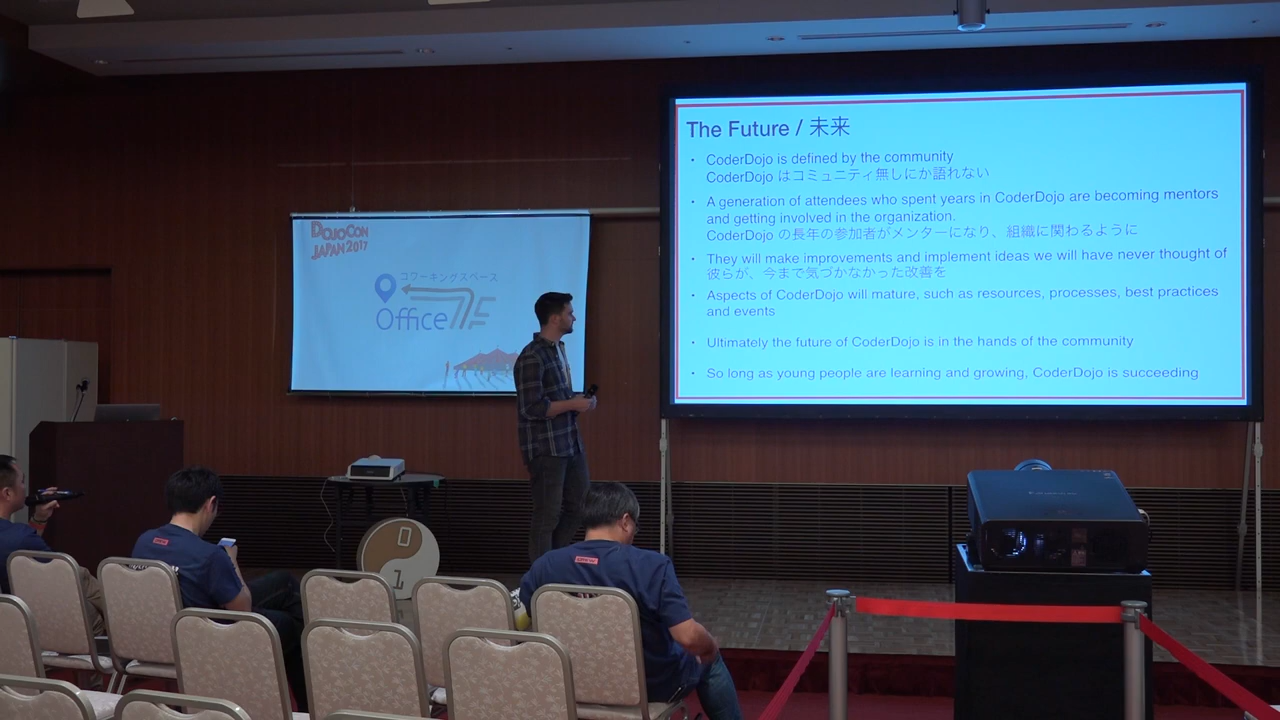 DOJOCON
JAPAN 2017
コワーキングスペース
Office
The Future / 未来
• CoderDojo is defined by the community
CoderDojo はコミュニティ無しにか語れない
• A generation of attendees who spent years in CoderDojo are becoming mentors
and getting involved in the organization.
CoderDojo の長年の参加者がメンターになり、組織に関わるように
• They will make improvements and implement ideas we will have never thought of
彼らが、今まで気づかなかった改善を
• Aspects of CoderDojo will mature, such as resources, processes, best practices
and events
• Ultimately the future of CoderDojo is in the hands of the community
• So long as young people are learning and growing, CoderDojo is succeeding
0
1